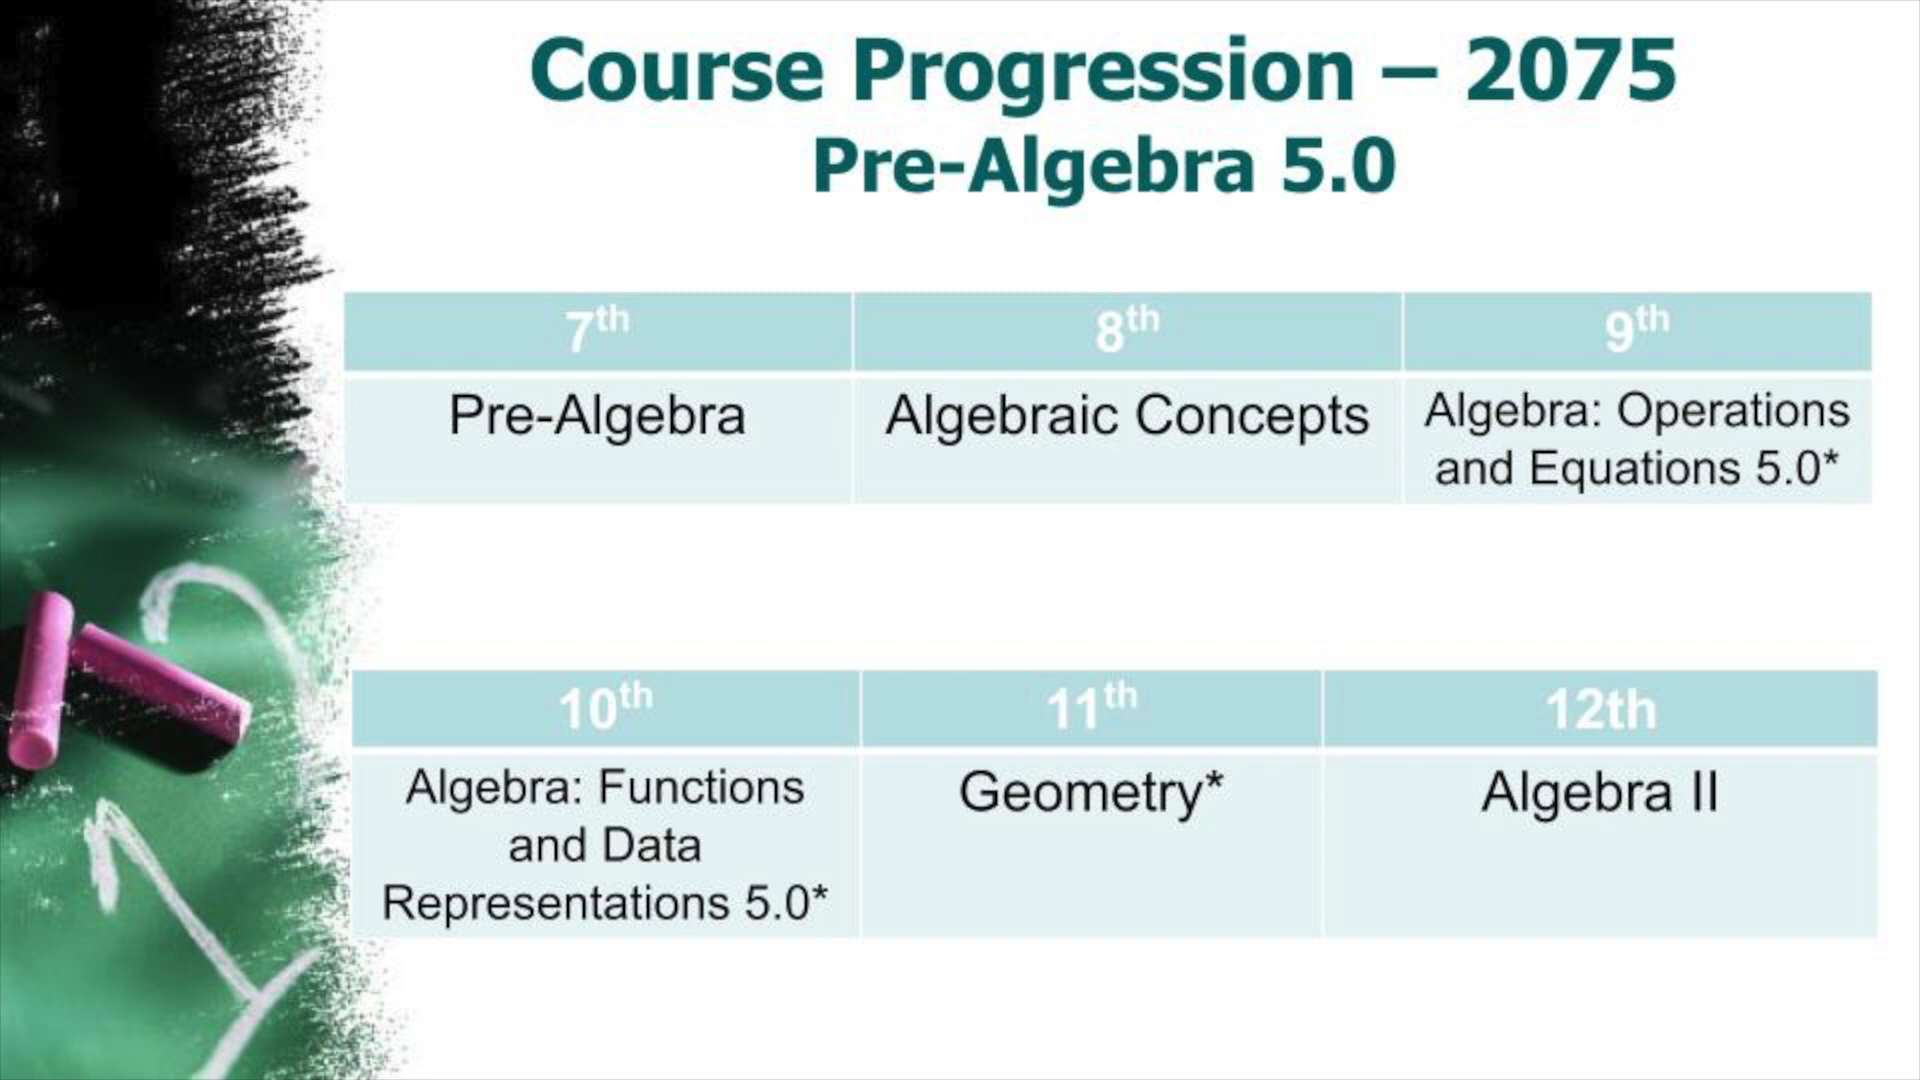 Course Progression – 2075
Pre-Algebra 5.0
7th
8th
9th
Pre-Algebra
Algebraic Concepts
Algebra: Operations
and Equations 5.0*
10th
11th
12th
Algebra: Functions
and Data
Representations 5.0*
Geometry*
Algebra II